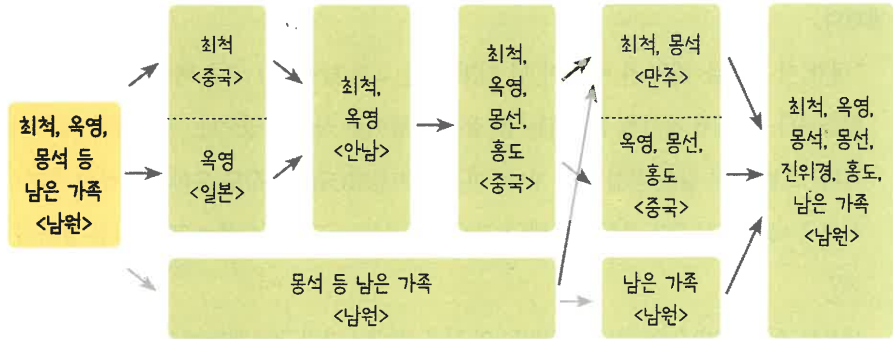 최척, 옥영,
몽석 등
남은 가족
<남원>
최척
<중국>
옥영
<일본>
최척,
옥영
<안남>
최척,
옥영,
몽선,
홍도
<중국>
몽석 등 남은 가족
<남원>
최척, 몽석
<만주>
옥영, 몽선,
홍도
<중국>
남은 가족
<남원>
최척, 옥영,
몽석, 몽선,
진위경, 홍도,
남은 가족
<남원>